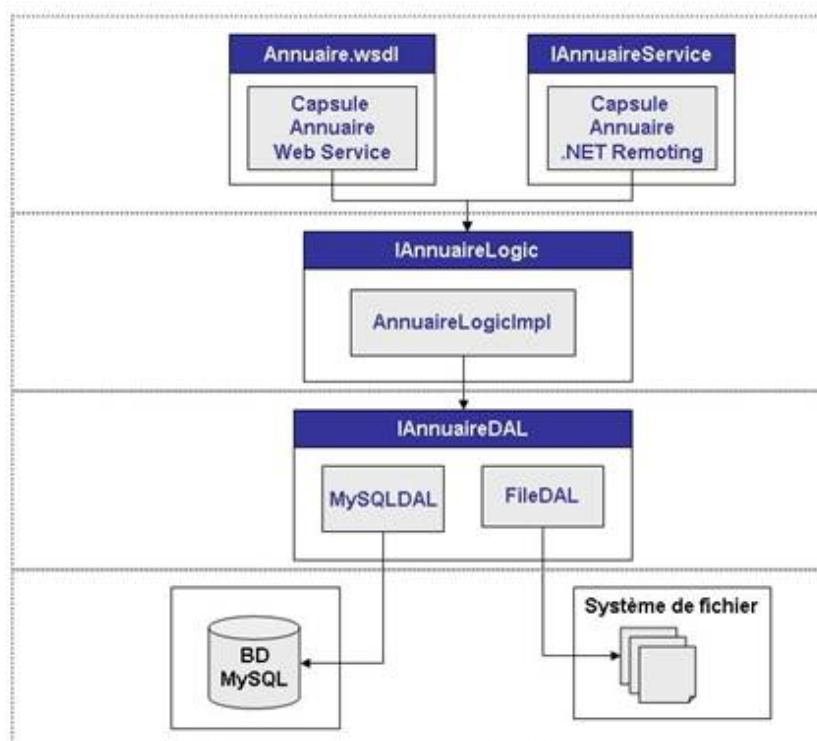 Annuaire.wsdl
Capsule
Annuaire
Web Service
IAnnuaireService
Capsule
Annuaire
.NET Remoting
IAnnuaireLogic
AnnuaireLogicImpl
IAnnuaireDAL
MySQLDAL
FileDAL
BD
MySQL
Système de fichier